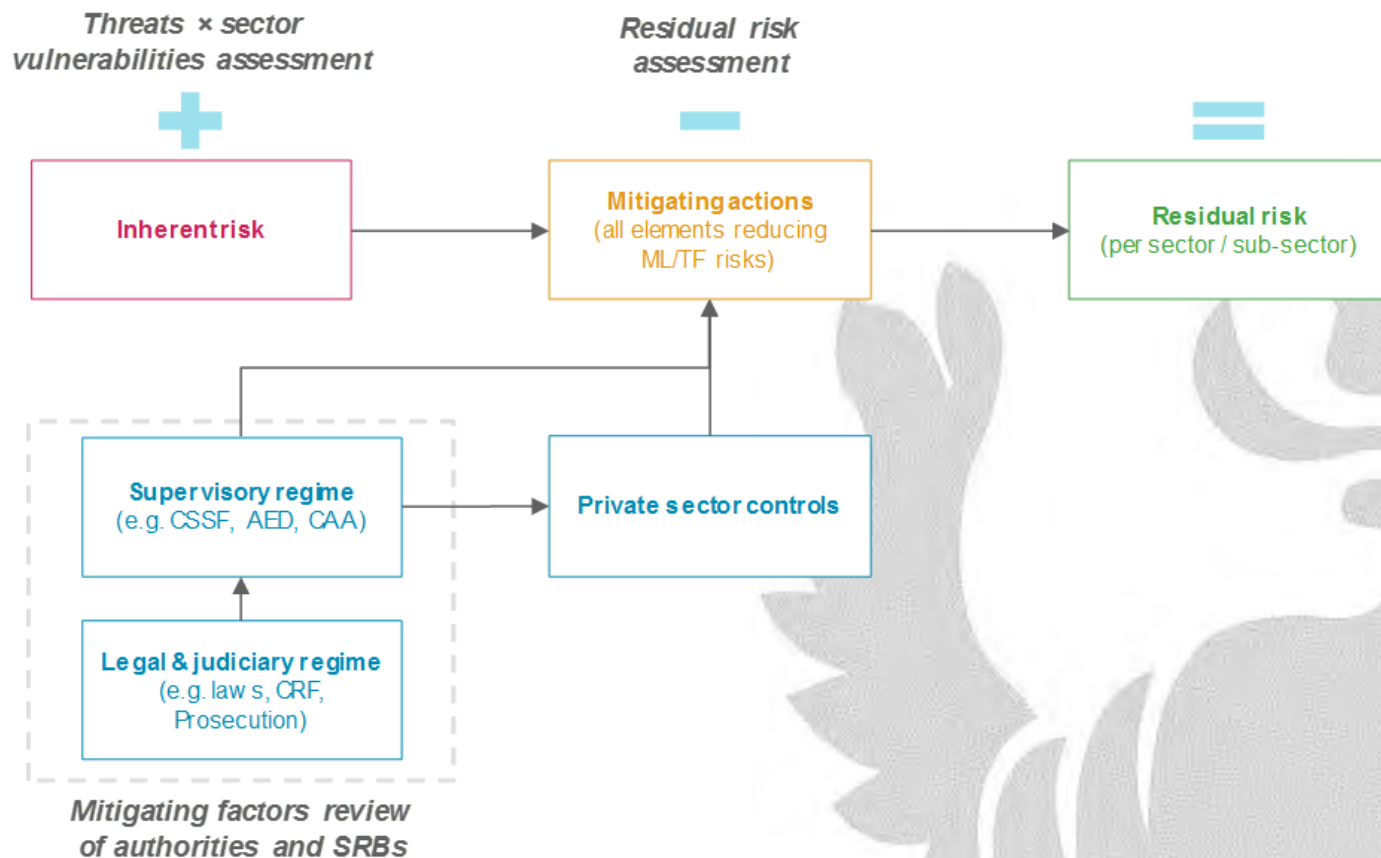 Threats × sector
vulnerabilities assessment
Residual risk
assessment
Inherent risk
Mitigating actions
(all elements reducing
ML/TF risks)
Residual risk
(per sector / sub-sector)
Supervisory regime
(e.g. CSSF, AED, CAA)
Private sector controls
Legal & judiciary regime
(e.g. laws, CRF,
Prosecution)
Mitigating factors review
of authorities and SRBs